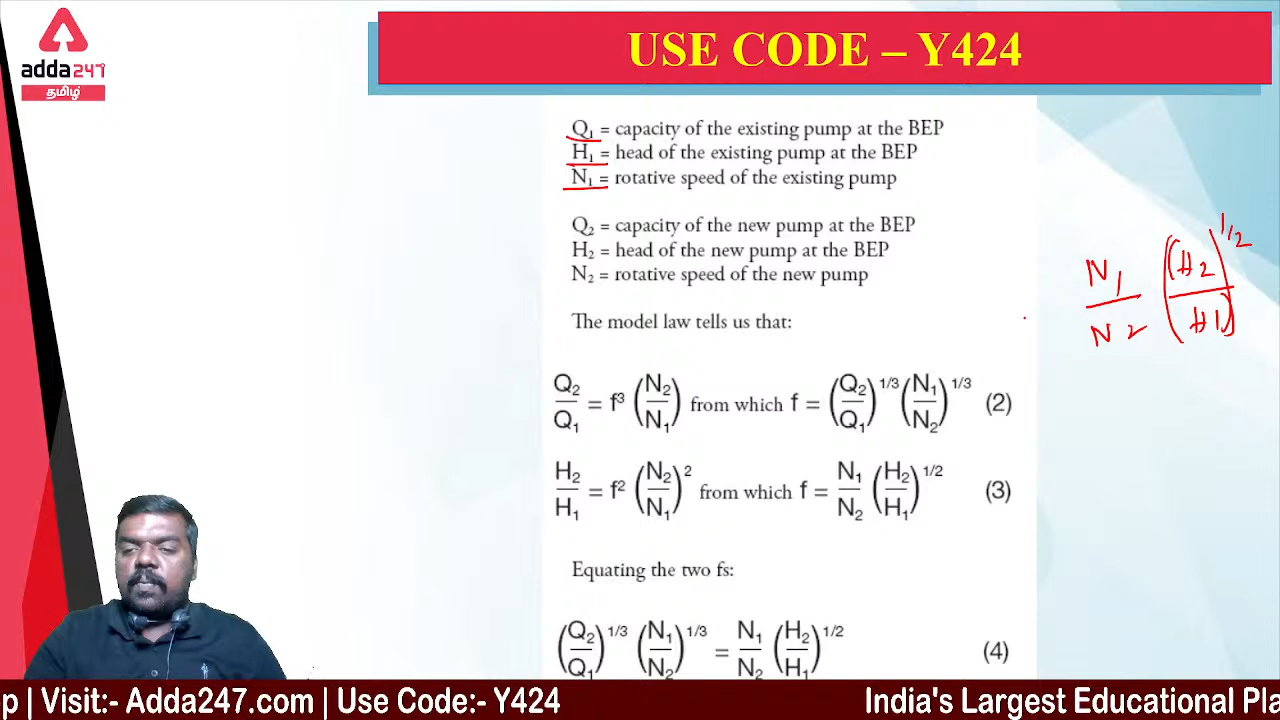 USE CODE – Y424
adda247
தமிழ்
Q₁ = capacity of the existing pump at the BEP
H₁ = head of the existing pump at the BEP
N₁ = rotative speed of the existing pump
Q₂ = capacity of the new pump at the BEP
H₂ = head of the new pump at the BEP
N₂ = rotative speed of the new pump
N₁/N₂ (H₂/H1)^1/2
The model law tells us that:
Q₂/Q₁ = f³ (N₂/N₁) from which f = (Q₂/Q₁)^1/3 (N₁/N₂)^1/3 (2)
H₂/H₁ = f² (N₂/N₁)² from which f = N₁/N₂ (H₂/H₁)^1/2 (3)
Equating the two fs:
(Q₂/Q₁)^1/3 (N₁/N₂)^1/3 = N₁/N₂ (H₂/H₁)^1/2 (4)
p | Visit:- Adda247.com | Use Code:- Y424
India's Largest Educational Pla